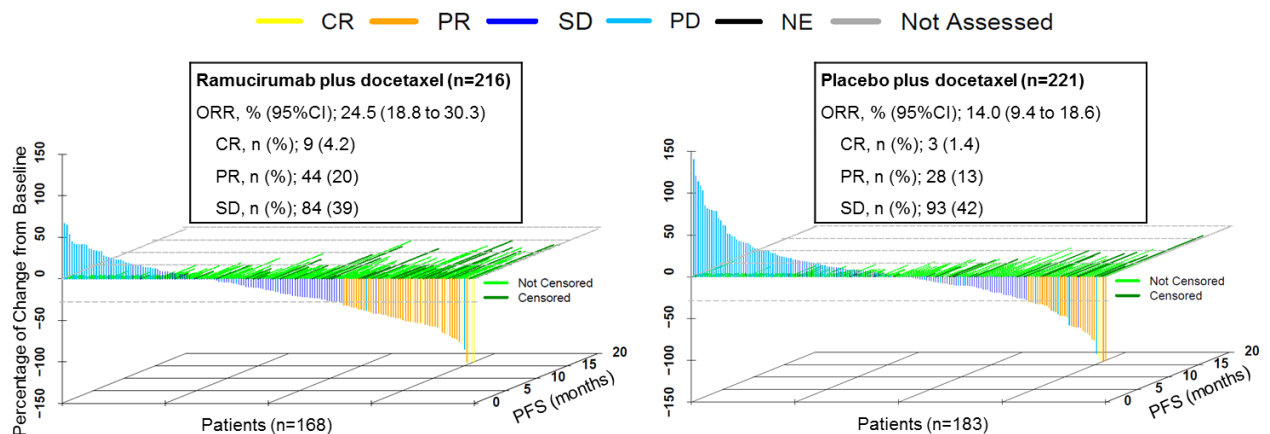 CR PR SD PD NE Not Assessed
Ramucirumab plus docetaxel (n=216)
ORR, % (95%CI); 24.5 (18.8 to 30.3)
CR, n (%); 9 (4.2)
PR, n (%); 44 (20)
SD, n (%); 84 (39)
Percentage of Change from Baseline
150
100
50
0
−50
−100
−150
Not Censored
Censored
0 5 10 15 20
PFS (months)
Patients (n=168)
Placebo plus docetaxel (n=221)
ORR, % (95%CI); 14.0 (9.4 to 18.6)
CR, n (%); 3 (1.4)
PR, n (%); 28 (13)
SD, n (%); 93 (42)
150
100
50
0
−50
−100
−150
Not Censored
Censored
0 5 10 15 20
PFS (months)
Patients (n=183)